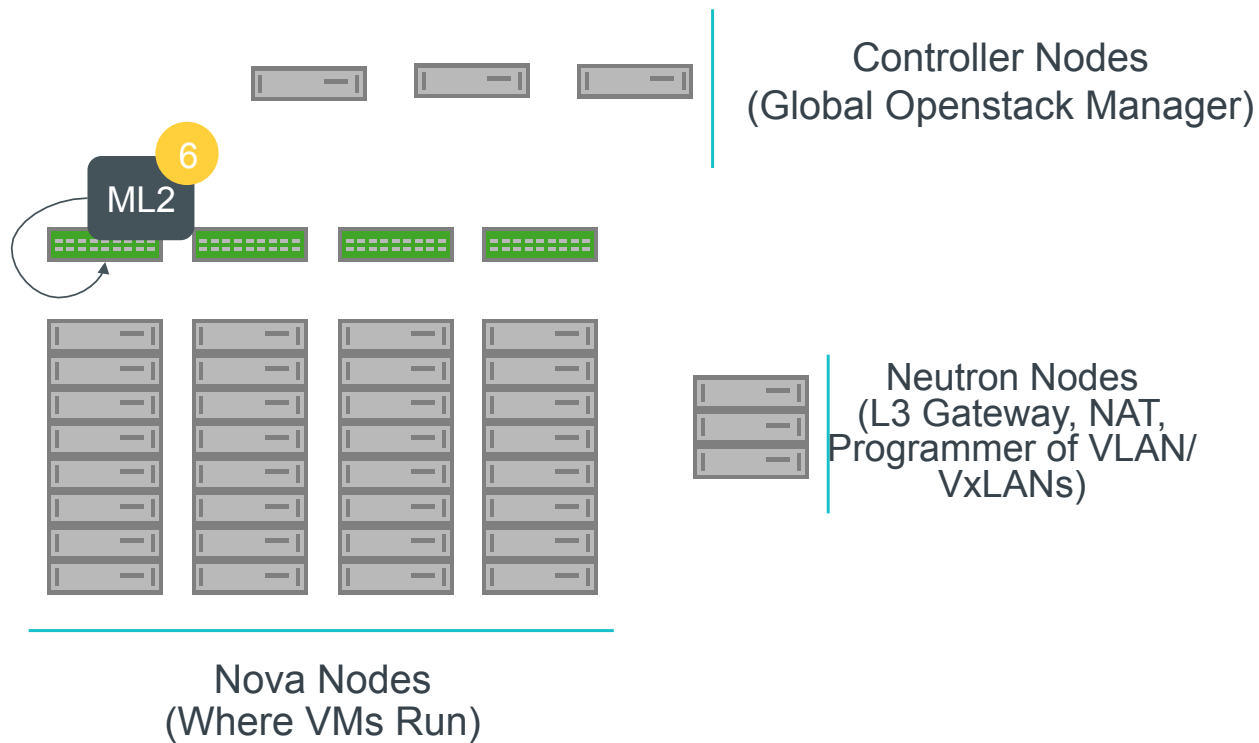 Controller Nodes
(Global Openstack Manager)
6
ML2
Neutron Nodes
(L3 Gateway, NAT,
Programmer of VLAN/
VxLANs)
Nova Nodes
(Where VMs Run)